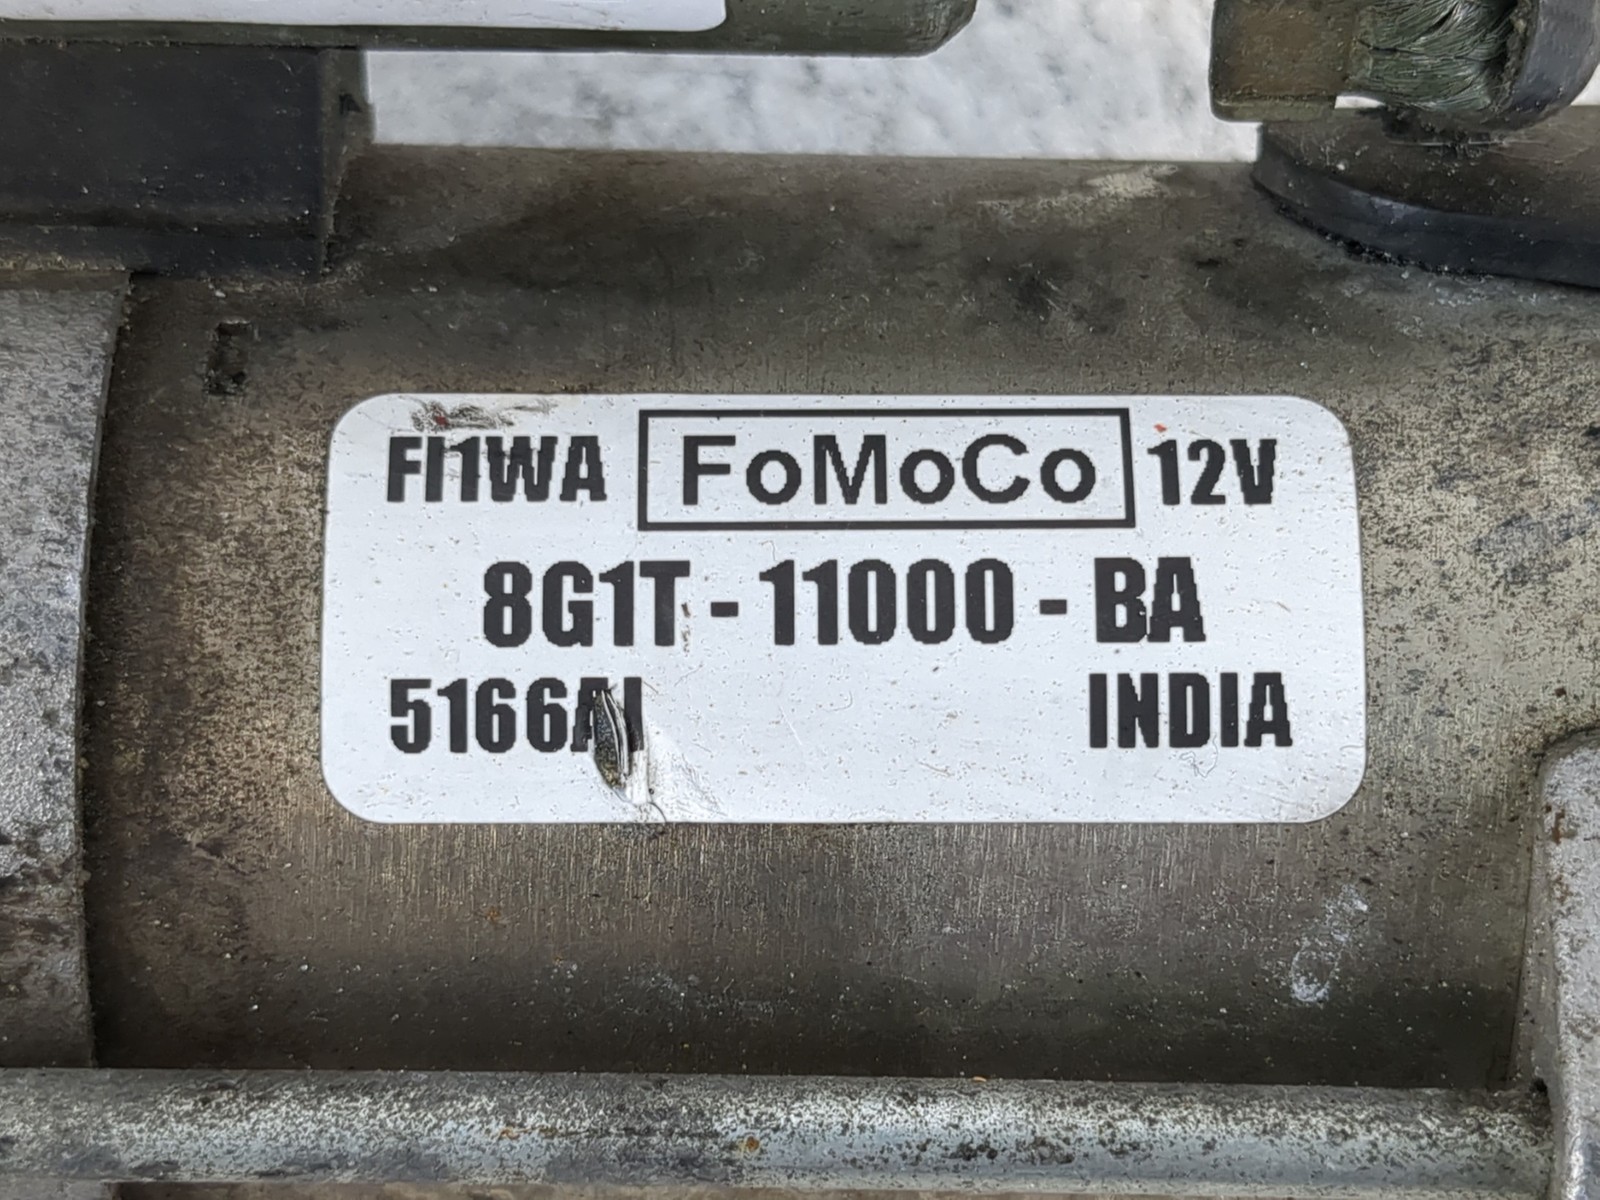 FI1WA FoMoCo 12V
8G1T - 11000 - BA
5166AI INDIA